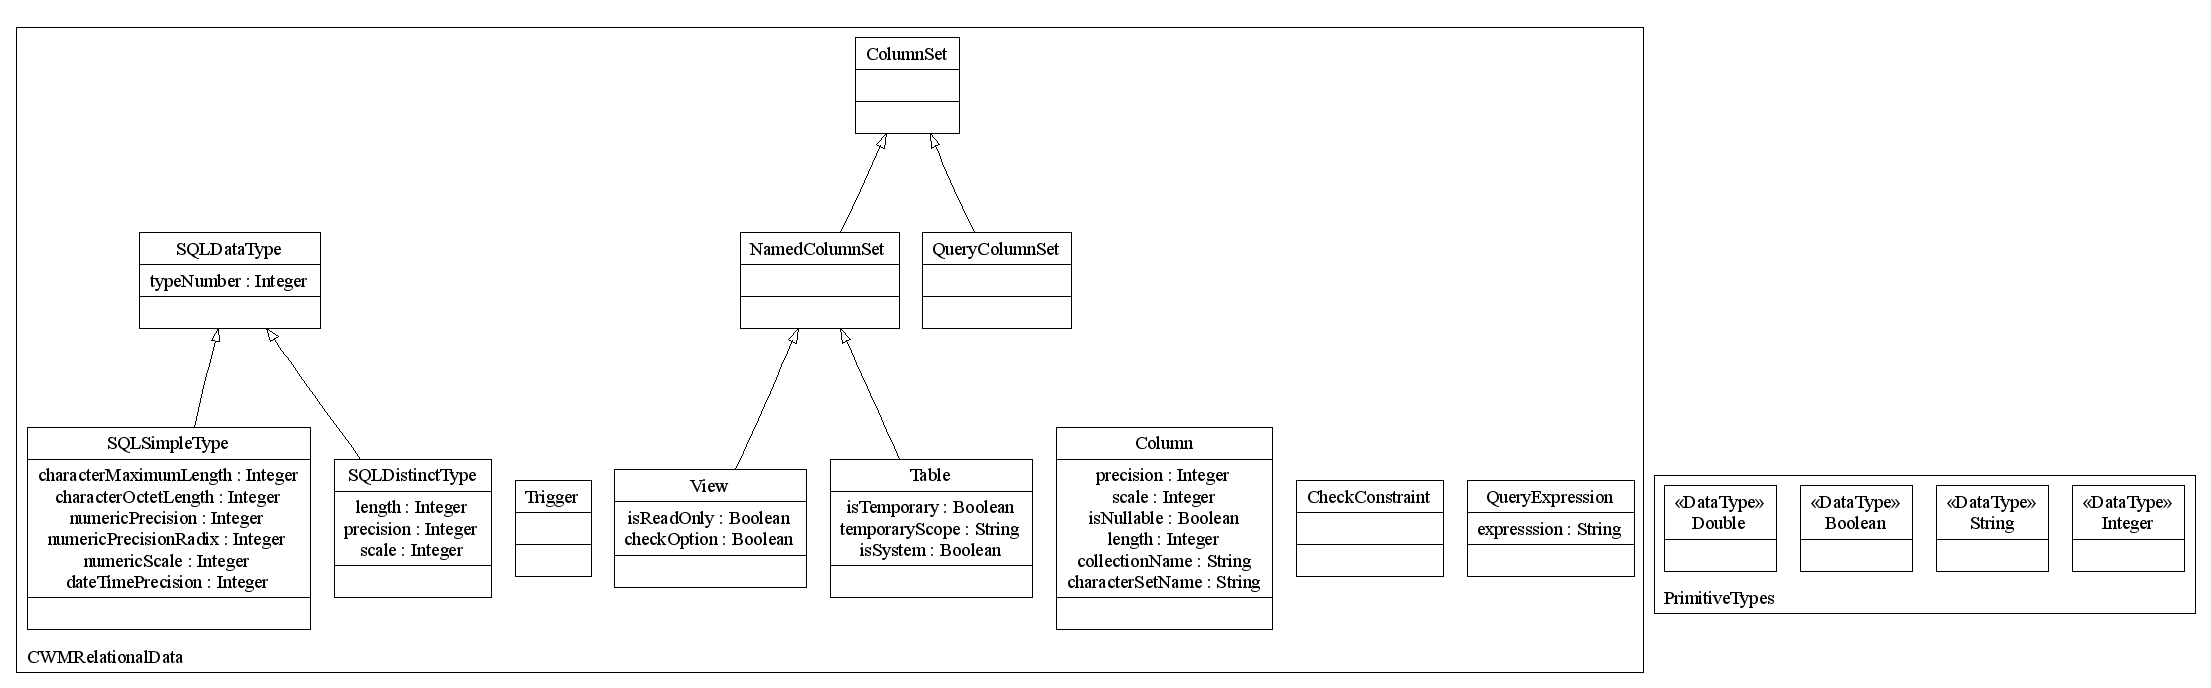 ColumnSet
SQLDataType
typeNumber : Integer
NamedColumnSet
QueryColumnSet
SQLSimpleType
characterMaximumLength : Integer
characterOctetLength : Integer
numericPrecision : Integer
numericPrecisionRadix : Integer
numericScale : Integer
dateTimePrecision : Integer
SQLDistinctType
length : Integer
precision : Integer
scale : Integer
Trigger
View
isReadOnly : Boolean
checkOption : Boolean
Table
isTemporary : Boolean
temporaryScope : String
isSystem : Boolean
Column
precision : Integer
scale : Integer
isNullable : Boolean
length : Integer
collectionName : String
characterSetName : String
CheckConstraint
QueryExpression
expresssion : String
CWMRelationalData
«DataType»
Double
«DataType»
Boolean
«DataType»
String
«DataType»
Integer
PrimitiveTypes